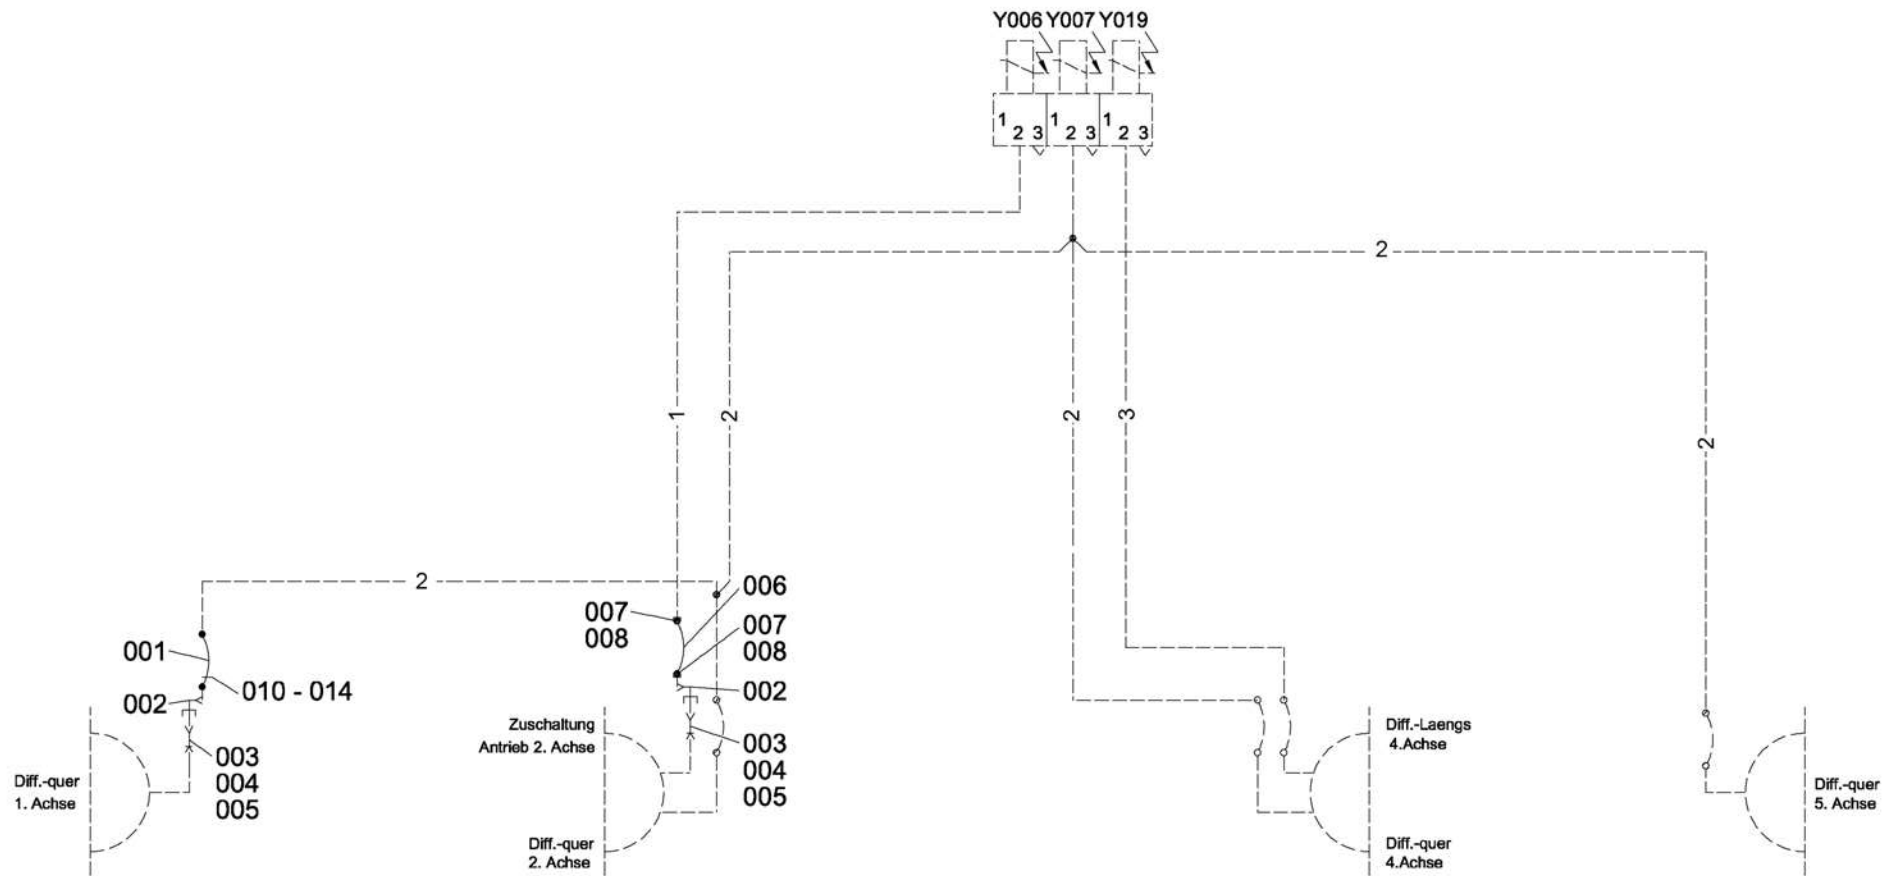 Y006 Y007 Y019
1 2 3 1 2 3 1 2 3
2
1
2
2
3
2
2
006
007
008
007
008
001
010 - 014
002
002
003
004
005
003
004
005
Zuschaltung
Antrieb 2. Achse
Diff.-Laengs
4.Achse
Diff.-quer
1. Achse
Diff.-quer
5. Achse
Diff.-quer
2. Achse
Diff.-quer
4.Achse